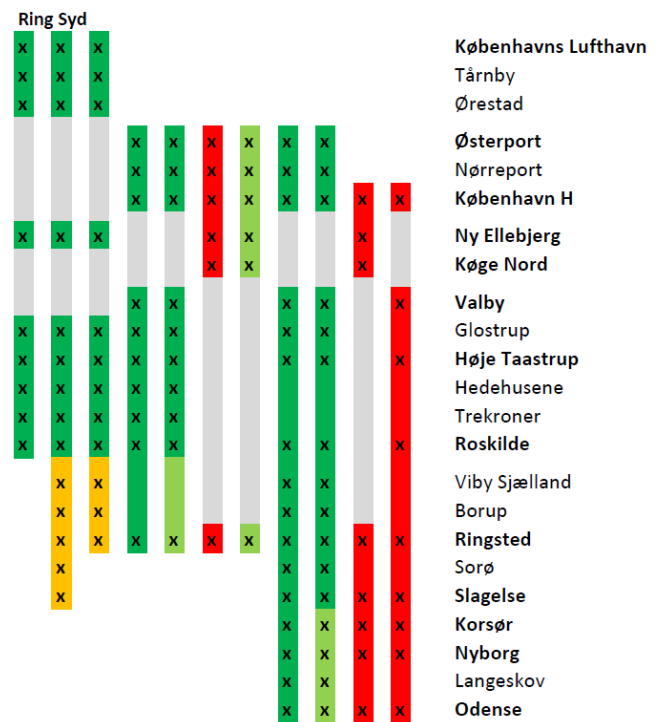 Ring Syd
x x x Københavns Lufthavn
x x x Tårnby
x x x Ørestad
x x x x x x Østerport
x x x x x x Nørreport
x x x x x x x x København H
x x x x x x Ny Ellebjerg
x x x Køge Nord
x x x x x Valby
x x x x x x x Glostrup
x x x x x x x x Høje Taastrup
x x x x x Hedehusene
x x x x x Trekroner
x x x x x x x x Roskilde
x x x x Viby Sjælland
x x x x Borup
x x x x x x x x x x Ringsted
x x x Sorø
x x x x x Slagelse
x x x x Korsør
x x x x Nyborg
x x Langeskov
x x x x Odense